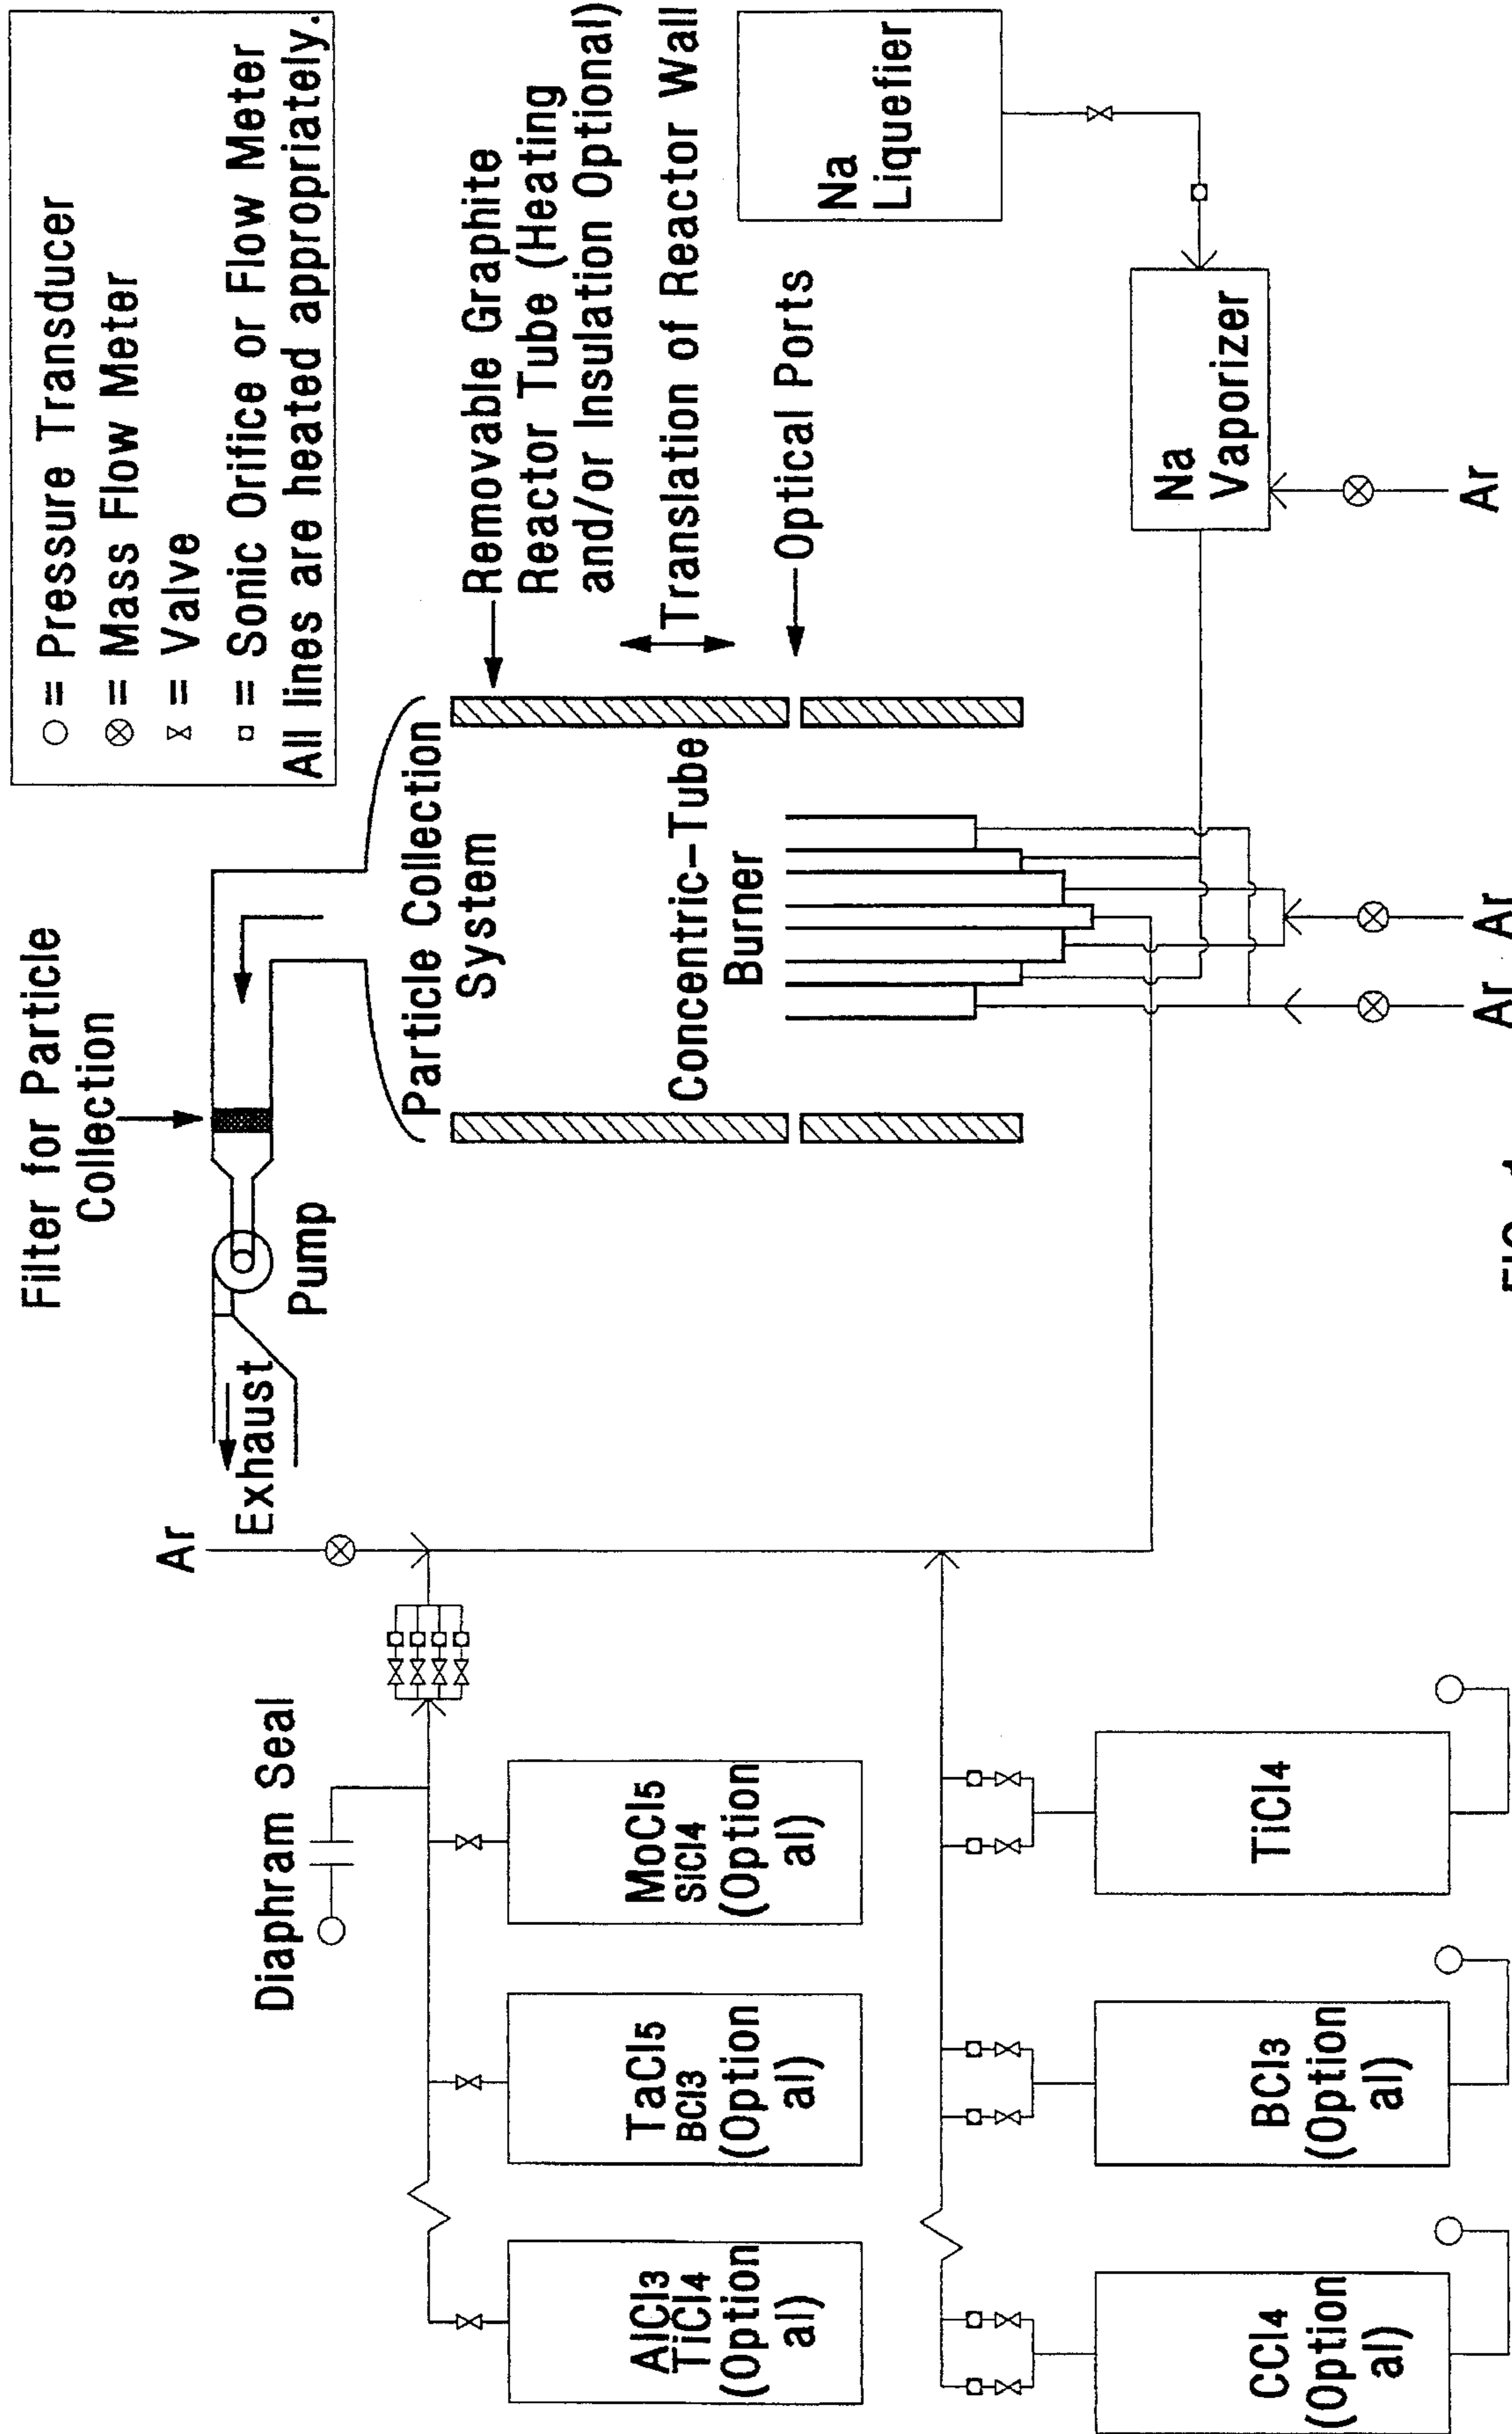 Filter for Particle
Collection
○ = Pressure Transducer
⊗ = Mass Flow Meter
= Valve
= Sonic Orifice or Flow Meter
All lines are heated appropriately.
Ar
Exhaust
Pump
Diaphram Seal
Particle Collection
System
Removable Graphite
Reactor Tube (Heating
and/or Insulation Optional)
Translation of Reactor Wall
Optical Ports
Concentric-Tube
Burner
Na
Liquefier
AlCl3
TiCl4
(Option
al)
TaCl5
BCl3
(Option
al)
MoCl5
SiCl4
(Option
al)
Na
Vaporizer
CCl4
(Option
al)
BCl3
(Option
al)
TiCl4
Ar
Ar
Ar